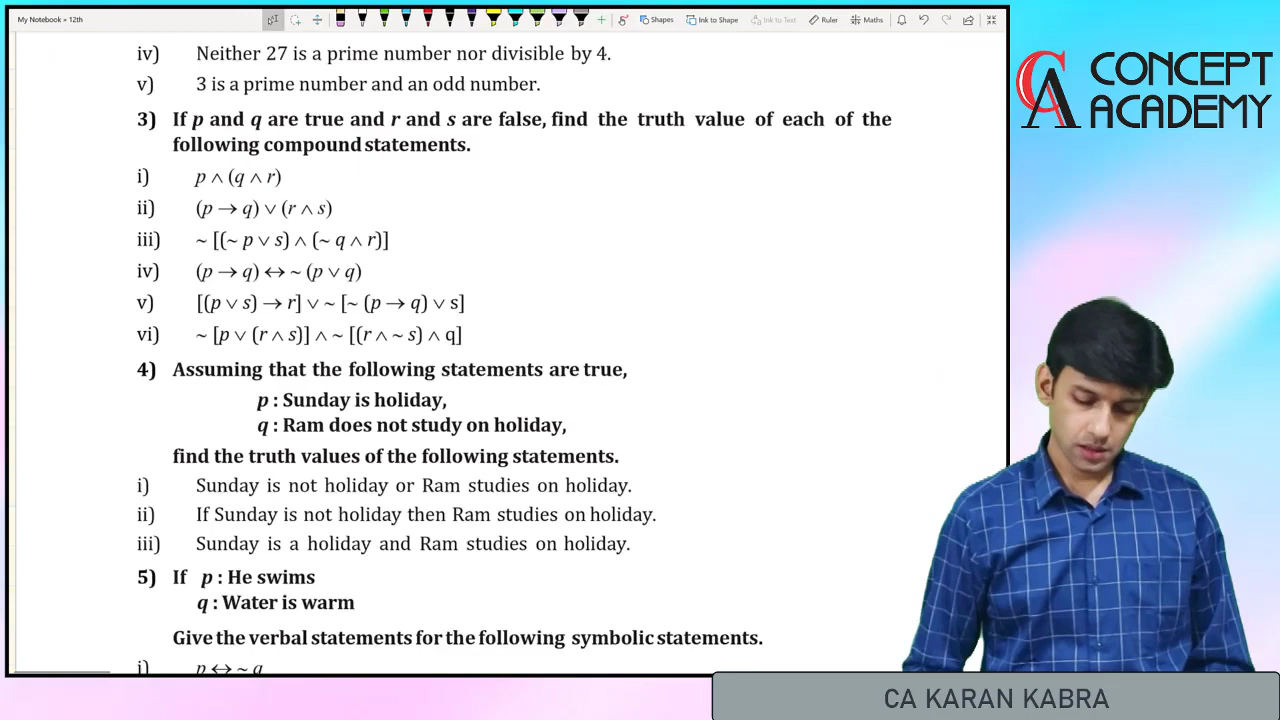 My Notebook » 12th
Shapes
Ink to Shape
Ink to Text
Ruler
Maths
iv) Neither 27 is a prime number nor divisible by 4.
v) 3 is a prime number and an odd number.
3) If p and q are true and r and s are false, find the truth value of each of the
following compound statements.
i) p ∧ (q ∧ r)
ii) (p → q) ∨ (r ∧ s)
iii) ~ [(~ p ∨ s) ∧ (~ q ∧ r)]
iv) (p → q) ↔ ~ (p ∨ q)
v) [(p ∨ s) → r] ∨ ~ [~ (p → q) ∨ s]
vi) ~ [p ∨ (r ∧ s)] ∧ ~ [(r ∧ ~ s) ∧ q]
4) Assuming that the following statements are true,
p : Sunday is holiday,
q : Ram does not study on holiday,
find the truth values of the following statements.
i) Sunday is not holiday or Ram studies on holiday.
ii) If Sunday is not holiday then Ram studies on holiday.
iii) Sunday is a holiday and Ram studies on holiday.
5) If p : He swims
q : Water is warm
Give the verbal statements for the following symbolic statements.
i) p ↔ ~ q
CA CONCEPT
ACADEMY
CA KARAN KABRA